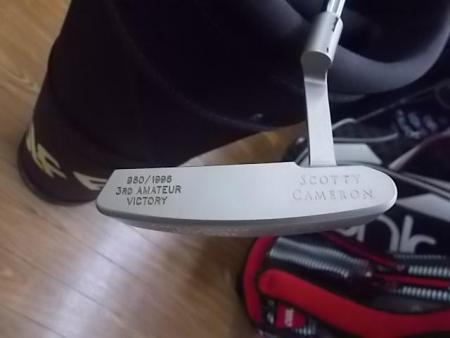 950/1996
3RD AMATEUR
VICTORY
SCOTTY
CAMERON